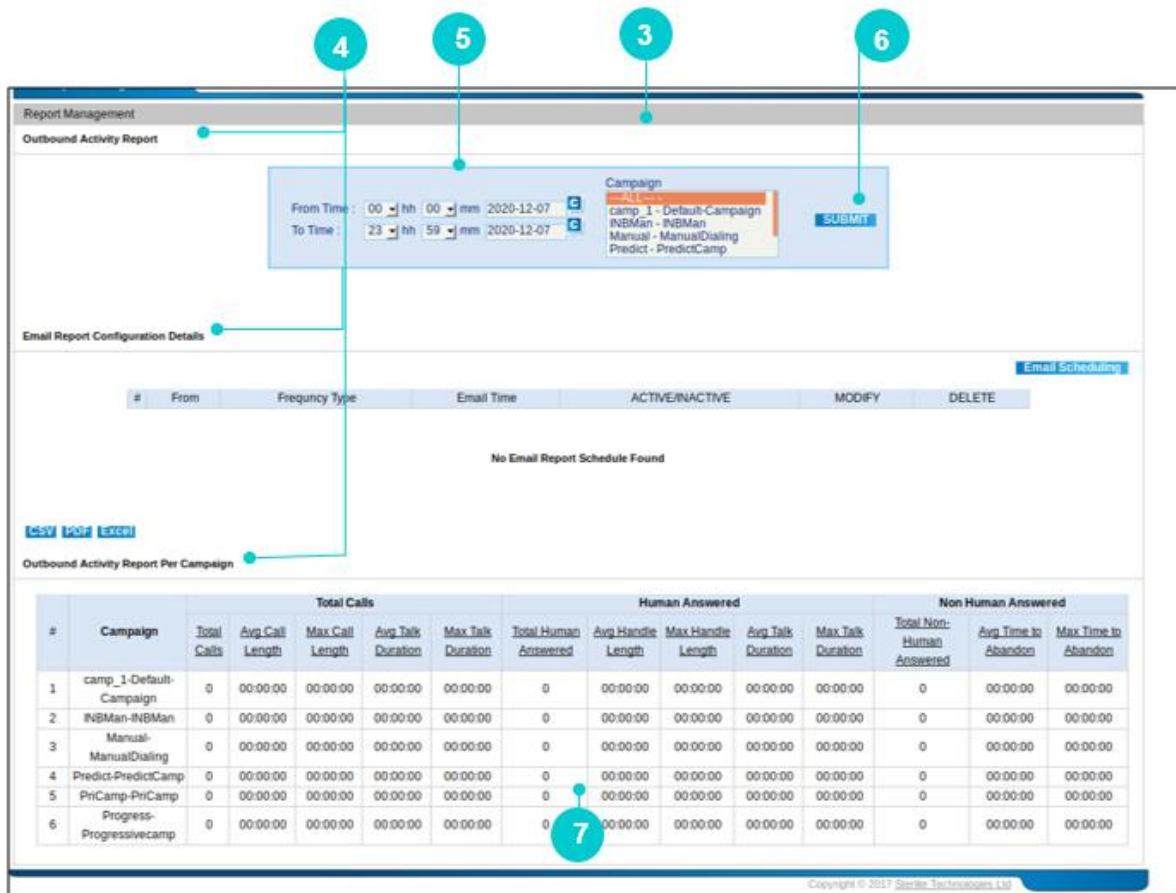 4 5 3 6
Report Management
Outbound Activity Report
Campaign
---ALL---
From Time : 00 hh 00 mm 2020-12-07 C
camp_1 - Default-Campaign
INBMan - INBMan
SUBMIT
To Time : 23 hh 59 mm 2020-12-07 C
Manual - ManualDialing
Predict - PredictCamp
Email Report Configuration Details
Email Scheduling
# From Frequncy Type Email Time ACTIVE/INACTIVE MODIFY DELETE
No Email Report Schedule Found
CSV PDF Excel
Outbound Activity Report Per Campaign
Total Calls Human Answered Non Human Answered
# Campaign Total Calls Avg Call Length Max Call Length Avg Talk Duration Max Talk Duration Total Human Answered Avg Handle Length Max Handle Length Avg Talk Duration Max Talk Duration Total Non-Human Answered Avg Time to Abandon Max Time to Abandon
1 camp_1-Default-Campaign 0 00:00:00 00:00:00 00:00:00 00:00:00 0 00:00:00 00:00:00 00:00:00 00:00:00 0 00:00:00 00:00:00
2 INBMan-INBMan 0 00:00:00 00:00:00 00:00:00 00:00:00 0 00:00:00 00:00:00 00:00:00 00:00:00 0 00:00:00 00:00:00
3 Manual-ManualDialing 0 00:00:00 00:00:00 00:00:00 00:00:00 0 00:00:00 00:00:00 00:00:00 00:00:00 0 00:00:00 00:00:00
4 Predict-PredictCamp 0 00:00:00 00:00:00 00:00:00 00:00:00 0 00:00:00 00:00:00 00:00:00 00:00:00 0 00:00:00 00:00:00
5 PriCamp-PriCamp 0 00:00:00 00:00:00 00:00:00 00:00:00 0 00:00:00 00:00:00 00:00:00 00:00:00 0 00:00:00 00:00:00
6 Progress-Progressivecamp 0 00:00:00 00:00:00 00:00:00 00:00:00 0 00:00:00 00:00:00 00:00:00 00:00:00 0 00:00:00 00:00:00
7
Copyright © 2017 Sterlite Technologies Ltd